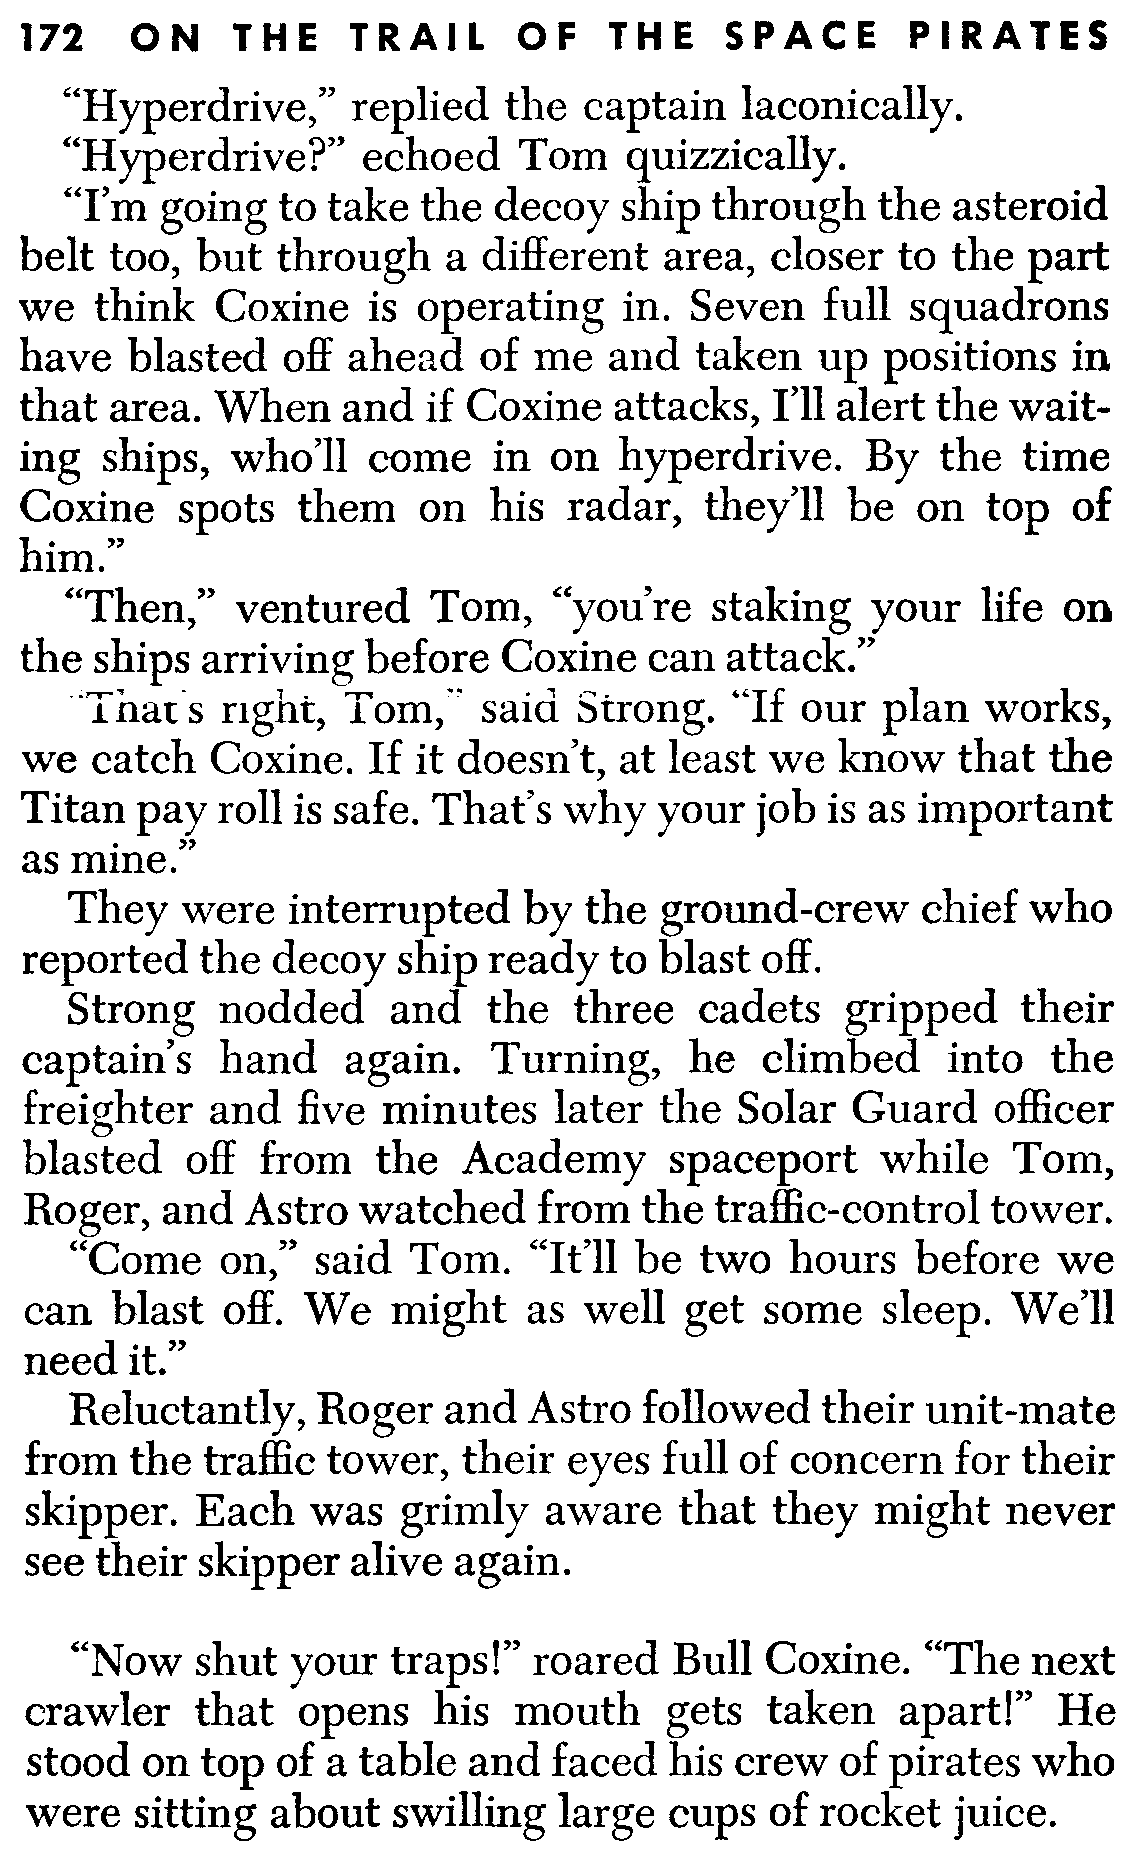 172 ON THE TRAIL OF THE SPACE PIRATES
“Hyperdrive,” replied the captain laconically.
“Hyperdrive?” echoed Tom quizzically.
“I’m going to take the decoy ship through the asteroid
belt too, but through a different area, closer to the part
we think Coxine is operating in. Seven full squadrons
have blasted off ahead of me and taken up positions in
that area. When and if Coxine attacks, I’ll alert the wait-
ing ships, who’ll come in on hyperdrive. By the time
Coxine spots them on his radar, they’ll be on top of
him.”
“Then,” ventured Tom, “you’re staking your life on
the ships arriving before Coxine can attack.”
“That’s right, Tom,” said Strong. “If our plan works,
we catch Coxine. If it doesn’t, at least we know that the
Titan pay roll is safe. That’s why your job is as important
as mine.”
They were interrupted by the ground-crew chief who
reported the decoy ship ready to blast off.
Strong nodded and the three cadets gripped their
captain’s hand again. Turning, he climbed into the
freighter and five minutes later the Solar Guard officer
blasted off from the Academy spaceport while Tom,
Roger, and Astro watched from the traffic-control tower.
“Come on,” said Tom. “It’ll be two hours before we
can blast off. We might as well get some sleep. We’ll
need it.”
Reluctantly, Roger and Astro followed their unit-mate
from the traffic tower, their eyes full of concern for their
skipper. Each was grimly aware that they might never
see their skipper alive again.
“Now shut your traps!” roared Bull Coxine. “The next
crawler that opens his mouth gets taken apart!” He
stood on top of a table and faced his crew of pirates who
were sitting about swilling large cups of rocket juice.